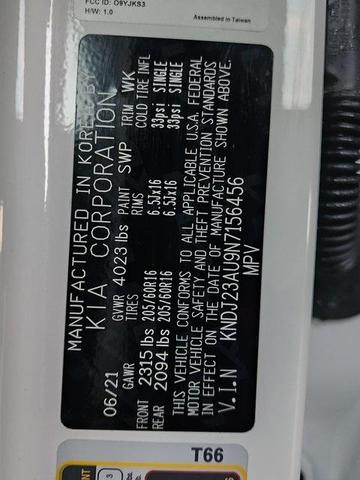 FCC ID: O9YJKS3
H/W: 1.0
Assembled in Taiwan
MANUFACTURED IN KOREA BY
KIA CORPORATION
06/21 GVWR 4023 lbs PAINT SWP TRIM WK
GAWR TIRES RIMS COLD TIRE INFL
FRONT 2315 lbs 205/60R16 6.5JX16 33psi SINGLE
REAR 2094 lbs 205/60R16 6.5JX16 33psi SINGLE
THIS VEHICLE CONFORMS TO ALL APPLICABLE U.S.A. FEDERAL
MOTOR VEHICLE SAFETY AND THEFT PREVENTION STANDARDS
IN EFFECT ON THE DATE OF MANUFACTURE SHOWN ABOVE.
V.I.N KNDJ23AU9N7156456
MPV
T66